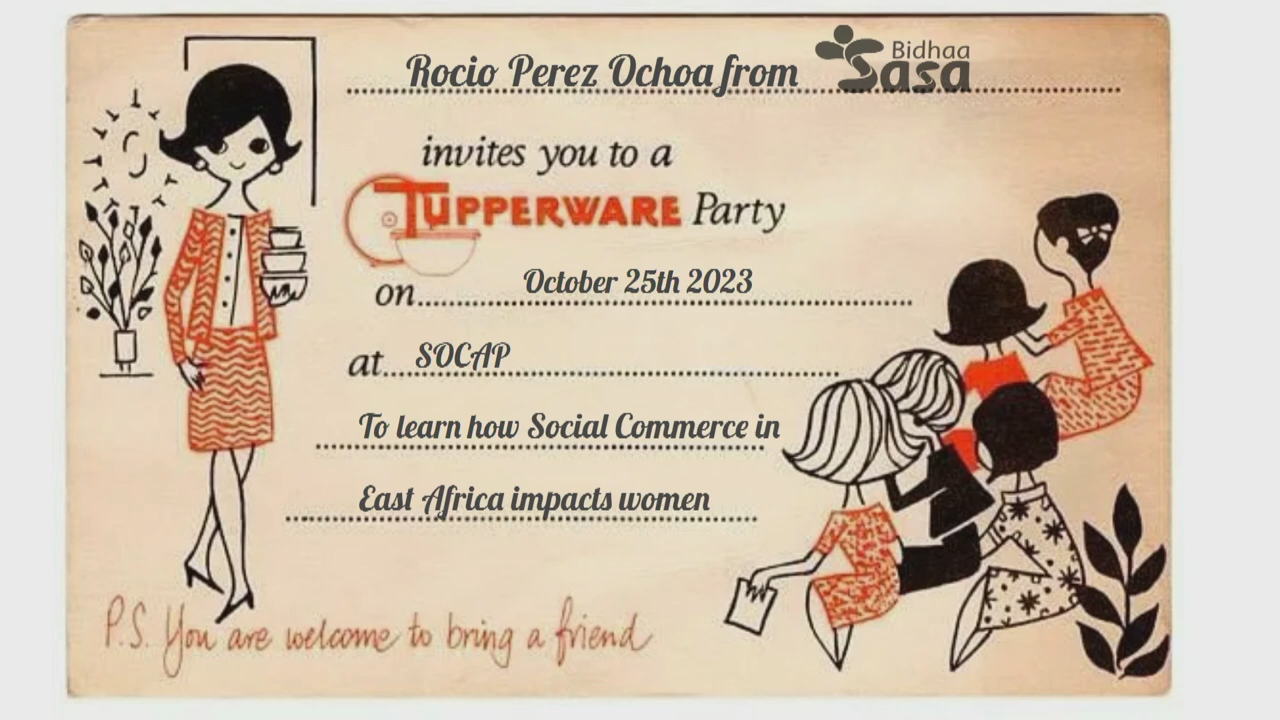 Rocio Perez Ochoa from Bidhaa Sasa
invites you to a
TUPPERWARE Party
on October 25th 2023
at SOCAP
To learn how Social Commerce in
East Africa impacts women
P.S. You are welcome to bring a friend